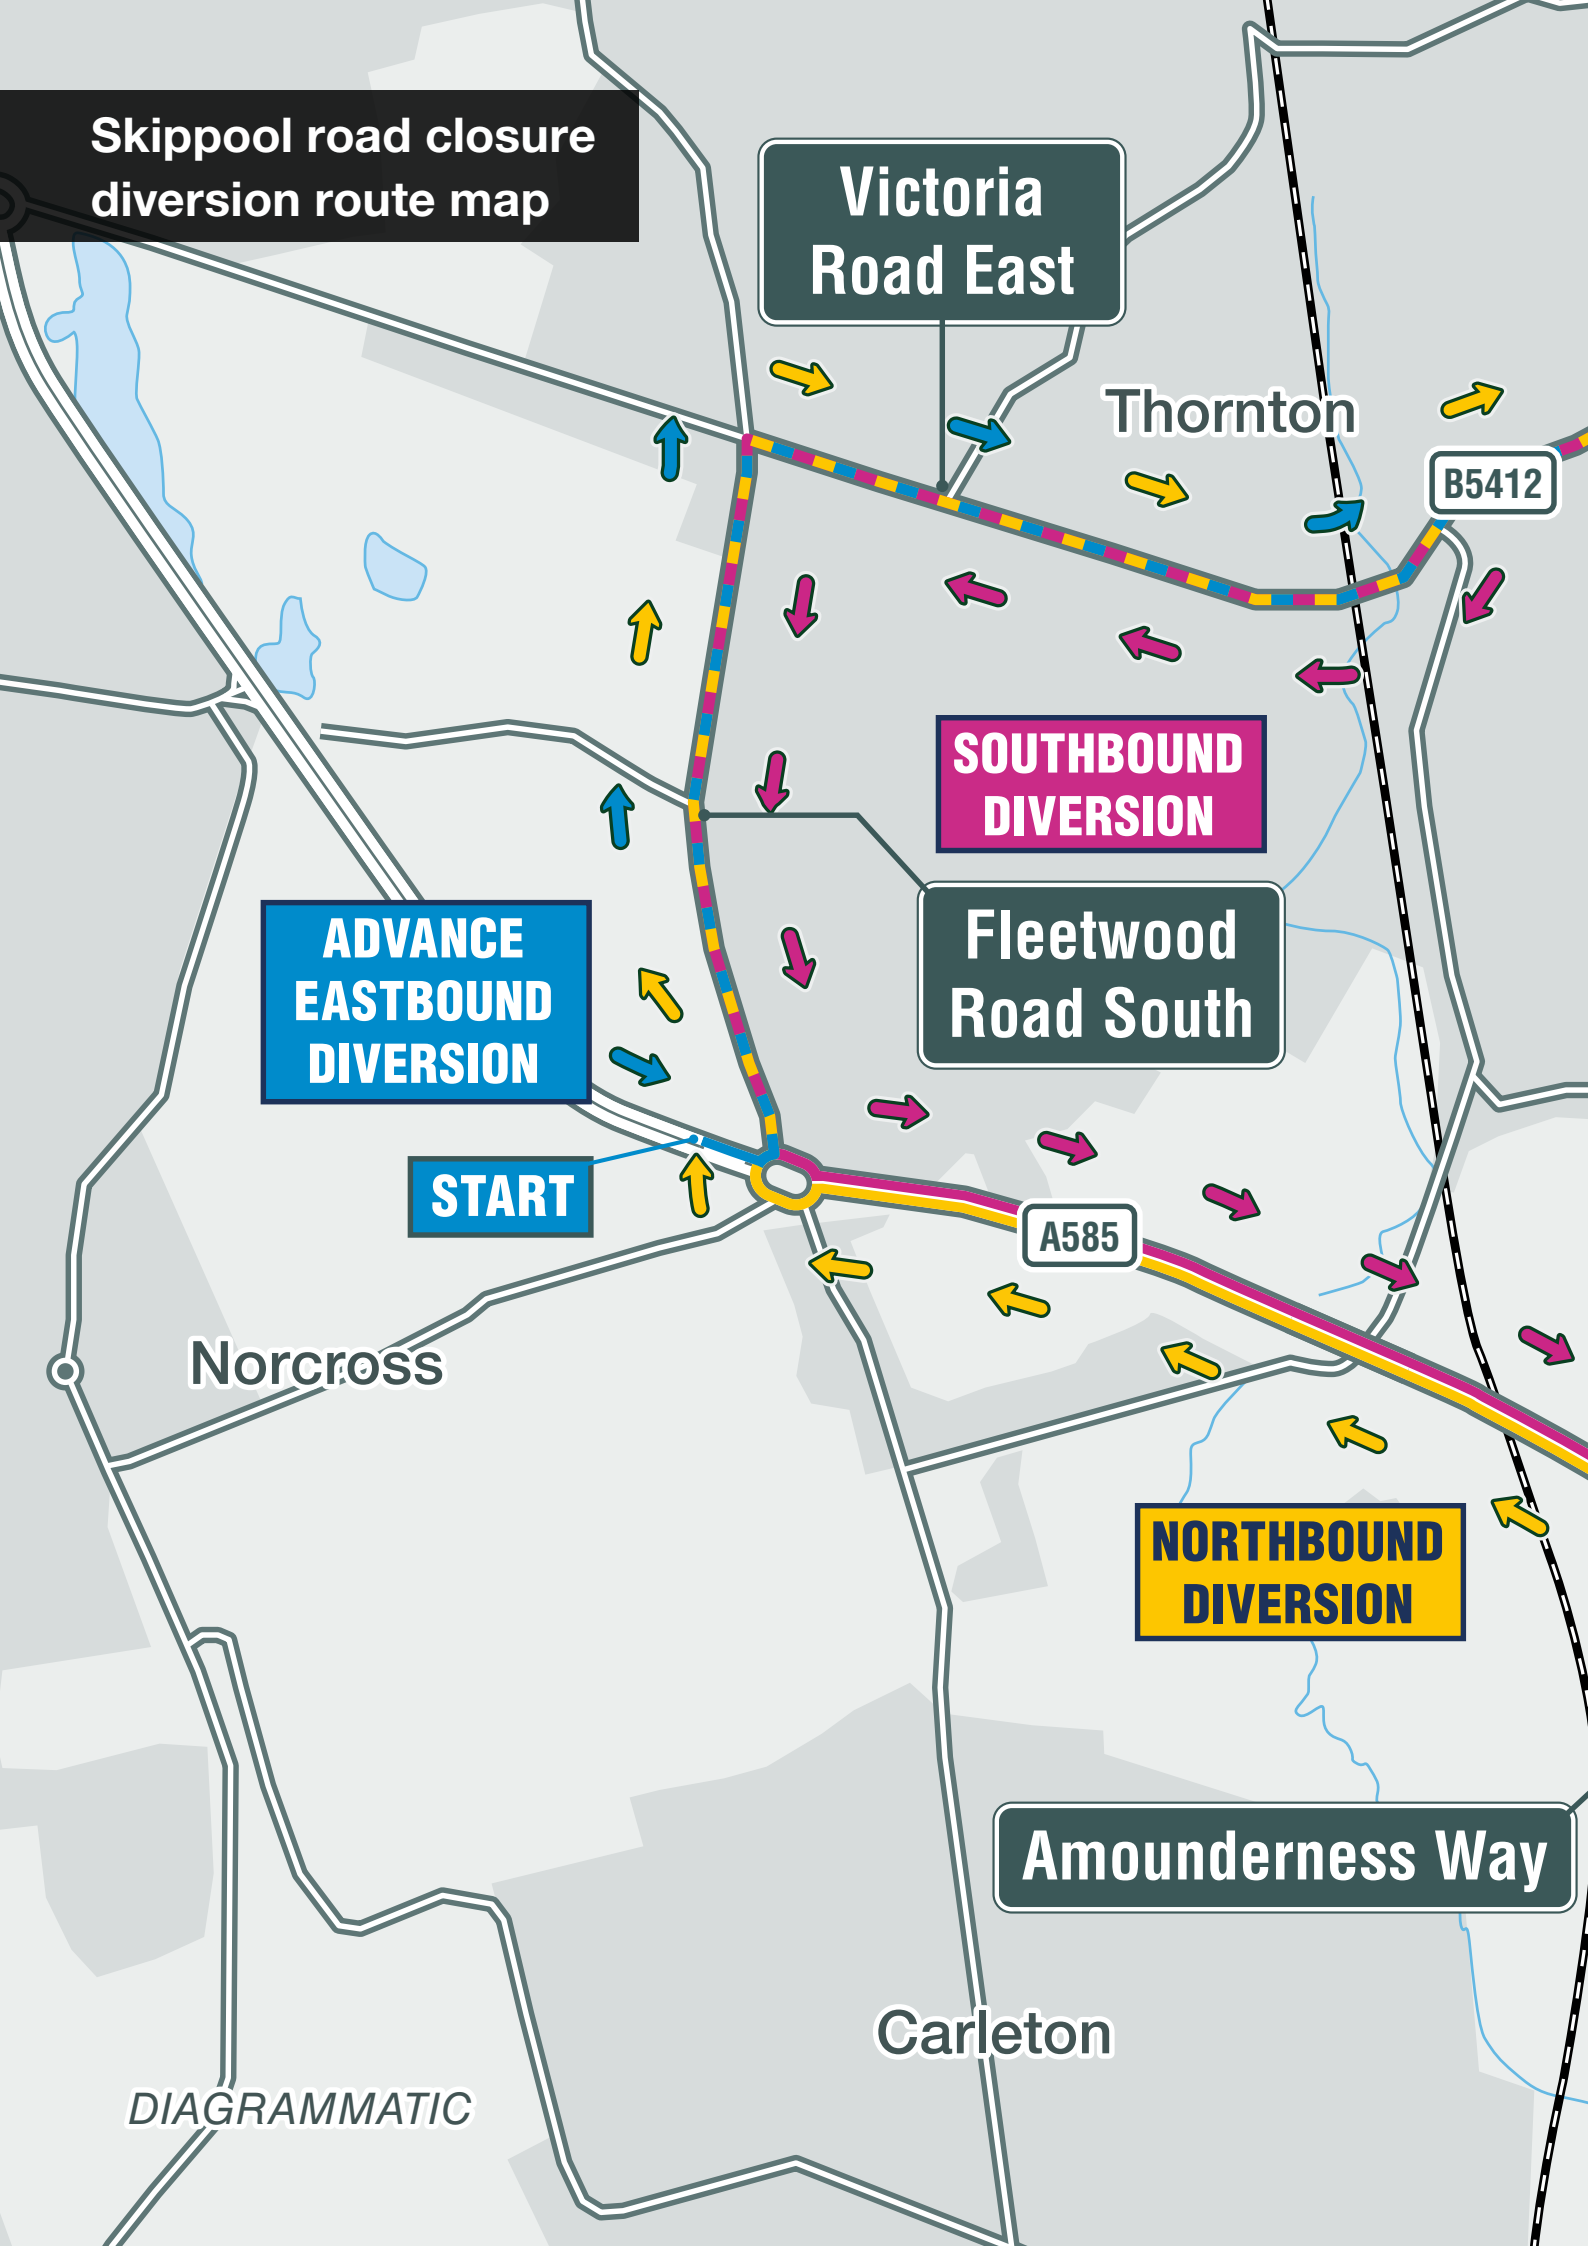 Skippool road closure
diversion route map
Victoria
Road East
Thornton
B5412
SOUTHBOUND
DIVERSION
Fleetwood
Road South
ADVANCE
EASTBOUND
DIVERSION
START
A585
Norcross
NORTHBOUND
DIVERSION
Amounderness Way
Carleton
DIAGRAMMATIC